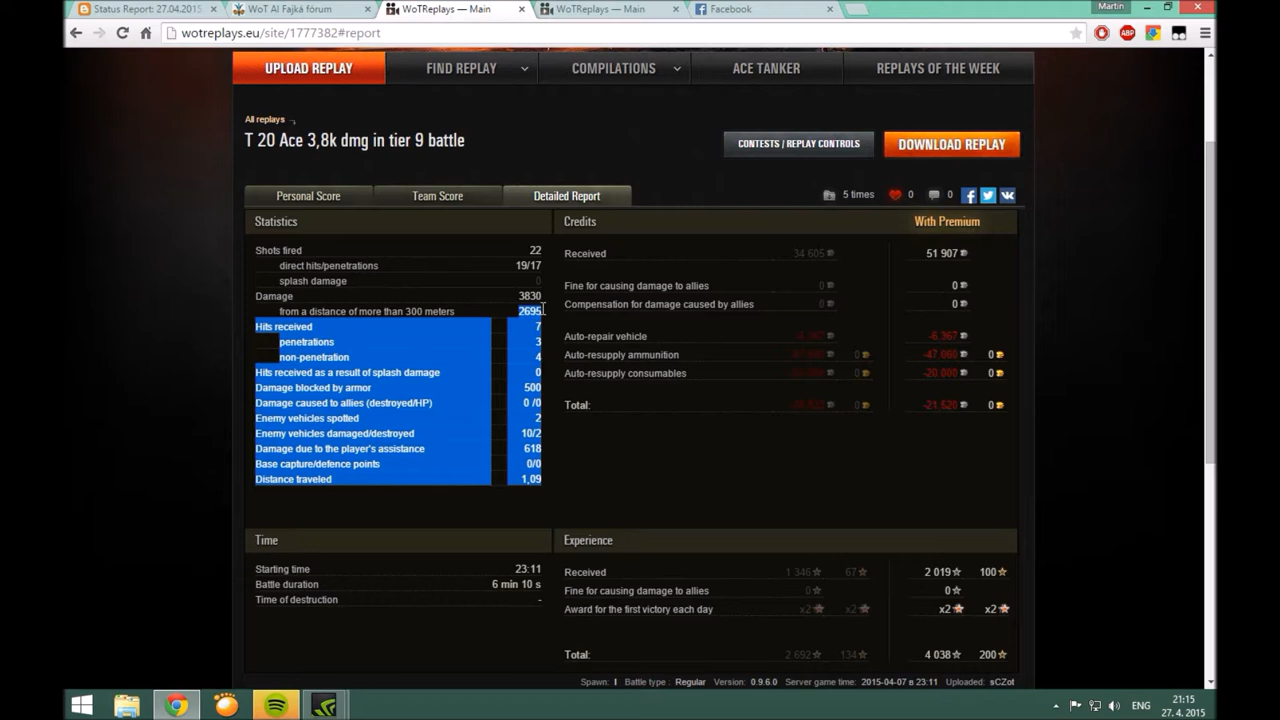 Status Report: 27.04.2015
WoT AI Fajká fórum
WoTReplays — Main
WoTReplays — Main
Facebook
Martin
wotreplays.eu/site/1777382#report
UPLOAD REPLAY
FIND REPLAY
COMPILATIONS
ACE TANKER
REPLAYS OF THE WEEK
All replays
T 20 Ace 3,8k dmg in tier 9 battle
CONTESTS / REPLAY CONTROLS
DOWNLOAD REPLAY
Personal Score
Team Score
Detailed Report
5 times
0
0
Statistics
Shots fired 22
direct hits/penetrations 19/17
splash damage 0
Damage 3830
from a distance of more than 300 meters 2695
Hits received 7
penetrations 3
non-penetration 4
Hits received as a result of splash damage 0
Damage blocked by armor 500
Damage caused to allies (destroyed/HP) 0 /0
Enemy vehicles spotted 2
Enemy vehicles damaged/destroyed 10/2
Damage due to the player's assistance 618
Base capture/defence points 0/0
Distance traveled 1,09
Credits With Premium
Received 34 605 51 907
Fine for causing damage to allies 0 0
Compensation for damage caused by allies 0 0
Auto-repair vehicle -6 367
Auto-resupply ammunition 0 -47 060 0
Auto-resupply consumables 0 -20 000 0
Total: 0 -21 520 0
Time
Starting time 23:11
Battle duration 6 min 10 s
Time of destruction -
Experience
Received 1 346 67 2 019 100
Fine for causing damage to allies 0 0
Award for the first victory each day x2 x2 x2 x2
Total: 2 692 134 4 038 200
Spawn: I Battle type : Regular Version: 0.9.6.0 Server game time: 2015-04-07 в 23:11 Uploaded: sCZot
ENG
21:15
27. 4. 2015